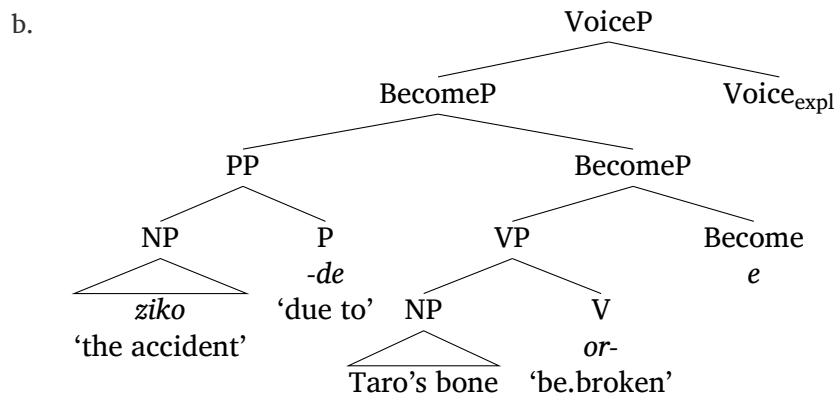 b.
VoiceP
BecomeP Voice_expl
PP BecomeP
NP P VP Become
-de e
ziko 'due to' NP V
'the accident' or-
Taro's bone 'be.broken'